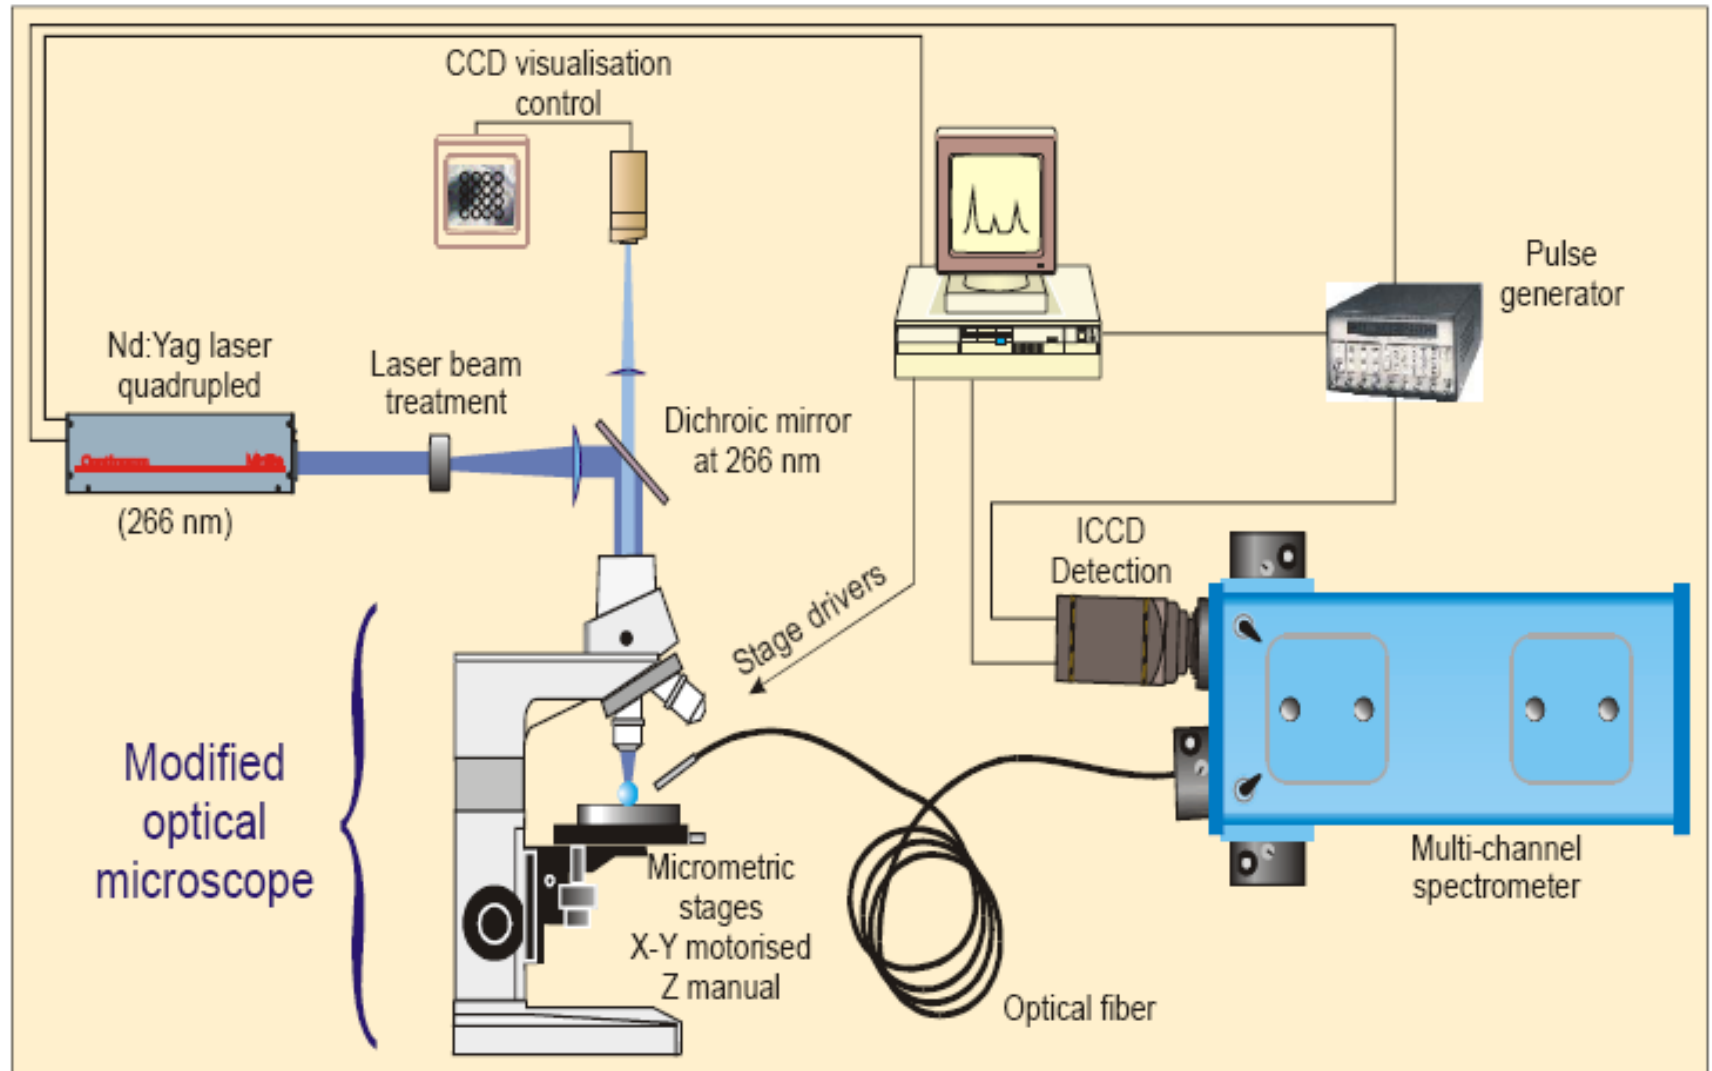 CCD visualisation
control
Pulse
generator
Nd:Yag laser
quadrupled
Laser beam
treatment
Dichroic mirror
at 266 nm
(266 nm)
ICCD
Detection
Stage drivers
Modified
optical
microscope
Micrometric
stages
X-Y motorised
Z manual
Multi-channel
spectrometer
Optical fiber